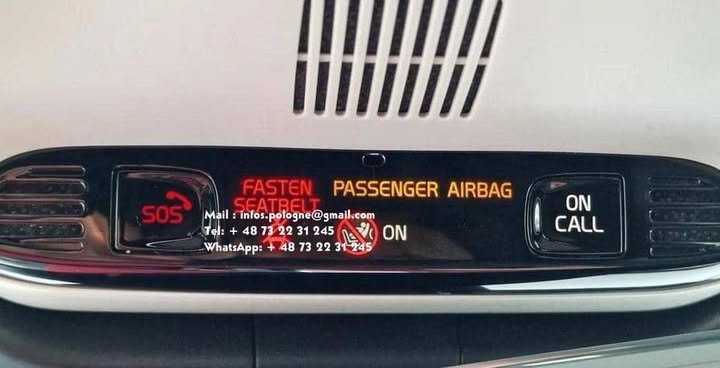 SOS
FASTEN
SEATBELT
PASSENGER AIRBAG
ON
ON
CALL
Mail : infos.pologne@gmail.com
Tel: + 48 73 22 31 245
WhatsApp: + 48 73 22 31 245